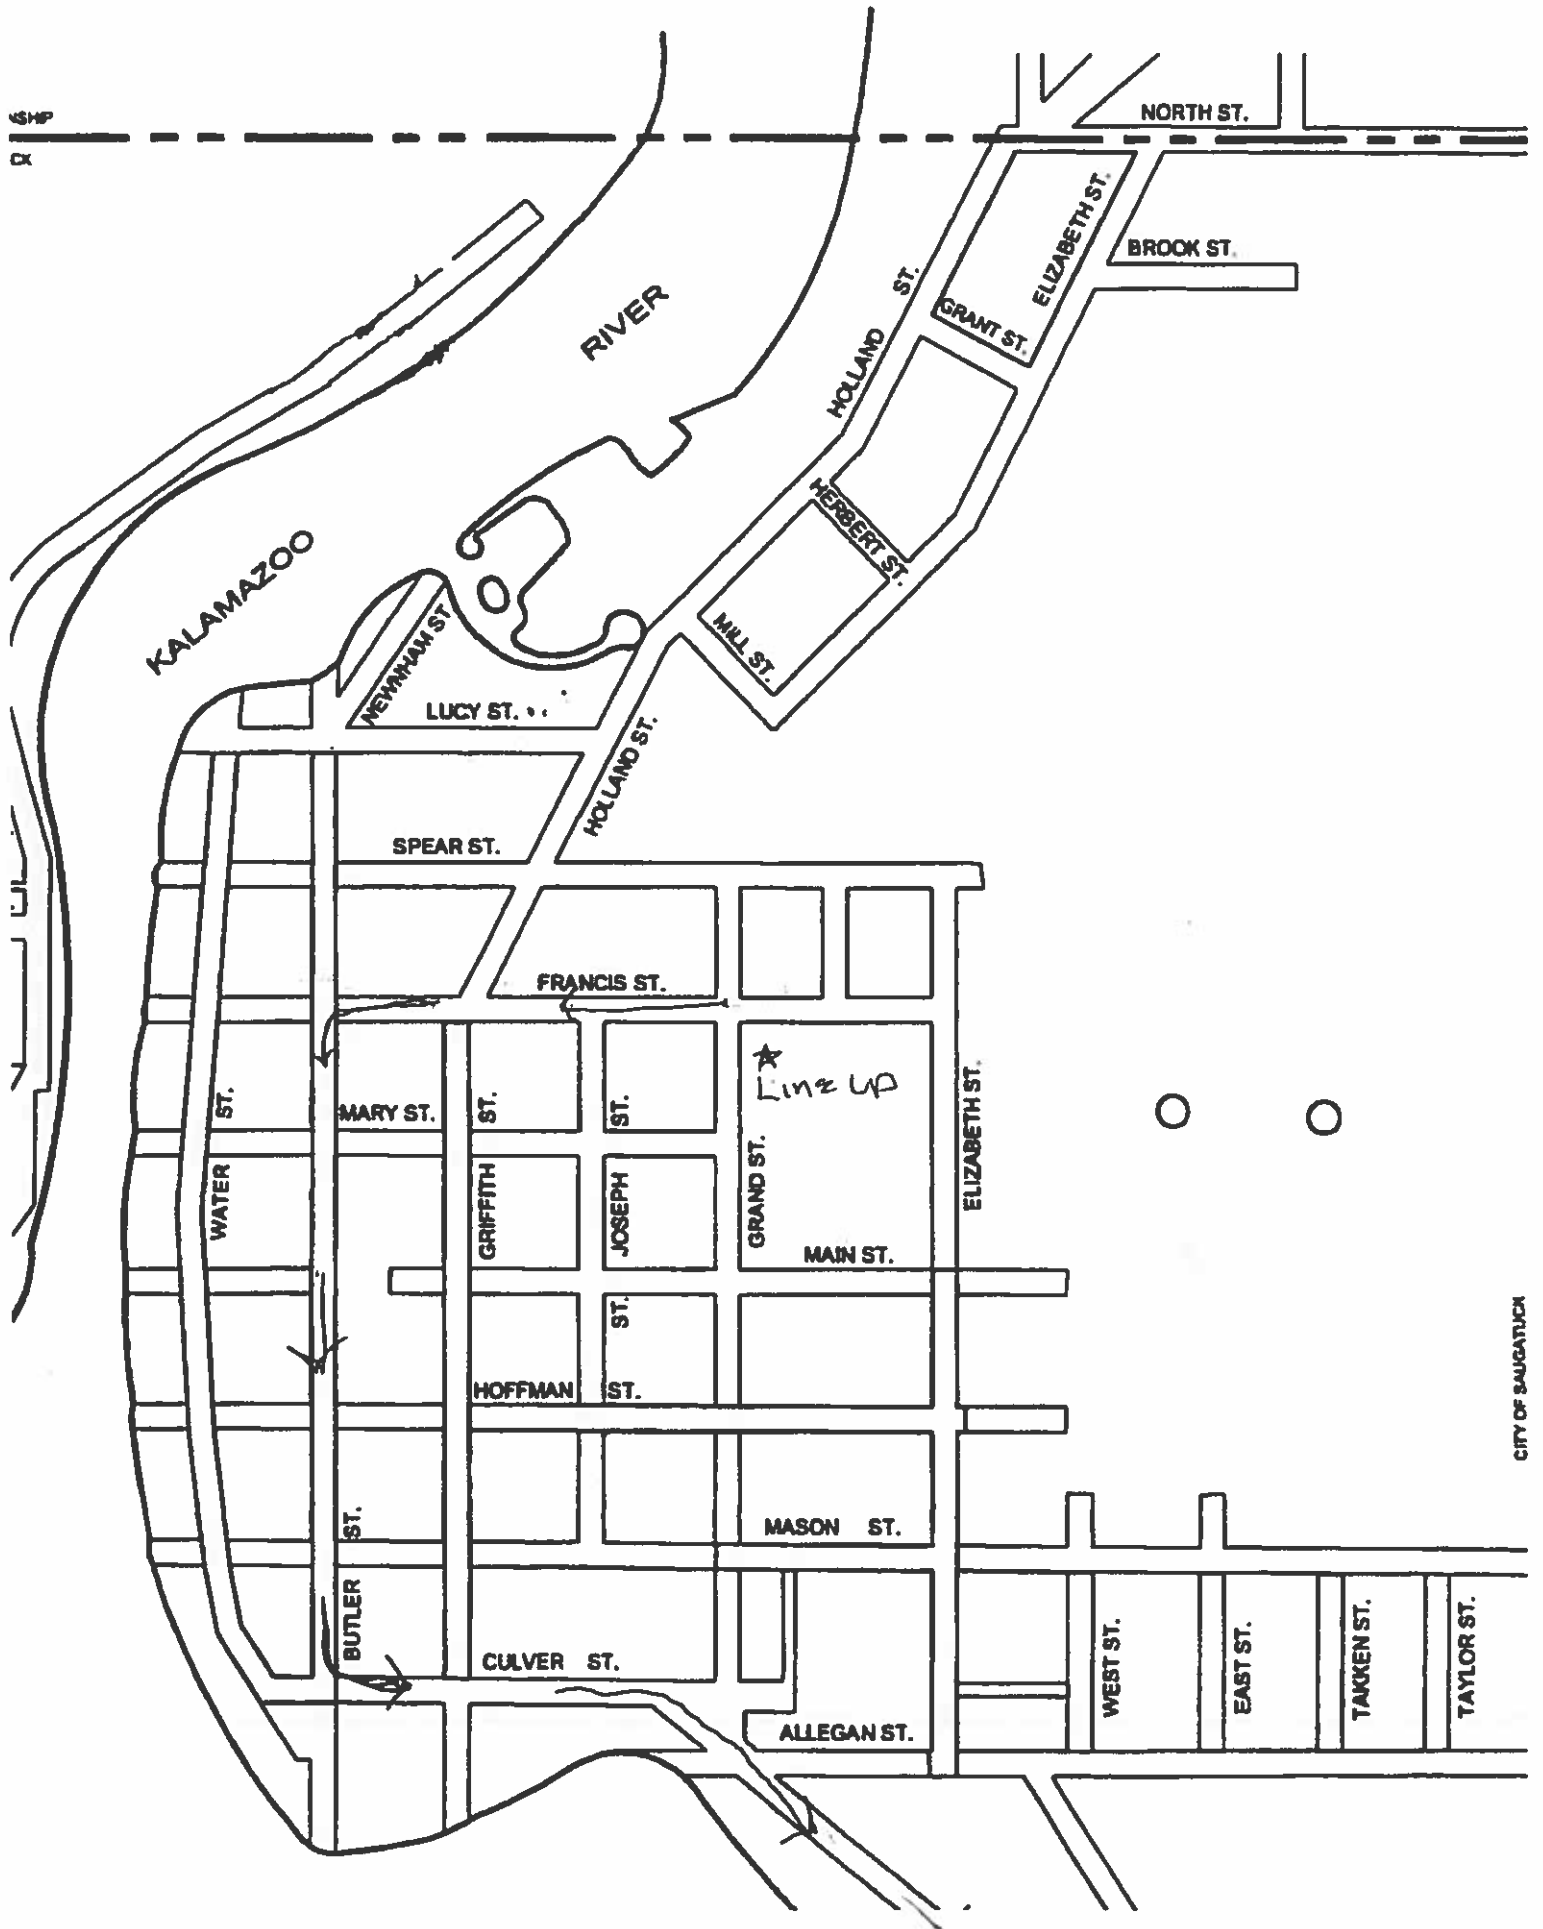 NORTH ST.
ELIZABETH ST.
BROOK ST.
HOLLAND ST.
GRANT ST.
RIVER
HERBERT ST.
KALAMAZOO
MILL ST.
NEWNHAM ST
LUCY ST.
HOLLAND ST.
SPEAR ST.
FRANCIS ST.
Line up
MARY ST.
WATER ST.
GRIFFITH ST.
JOSEPH ST.
GRAND ST.
ELIZABETH ST.
MAIN ST.
ST.
HOFFMAN ST.
CITY OF SAUGATUCK
MASON ST.
BUTLER ST.
CULVER ST.
ALLEGAN ST.
WEST ST.
EAST ST.
TAKKEN ST.
TAYLOR ST.